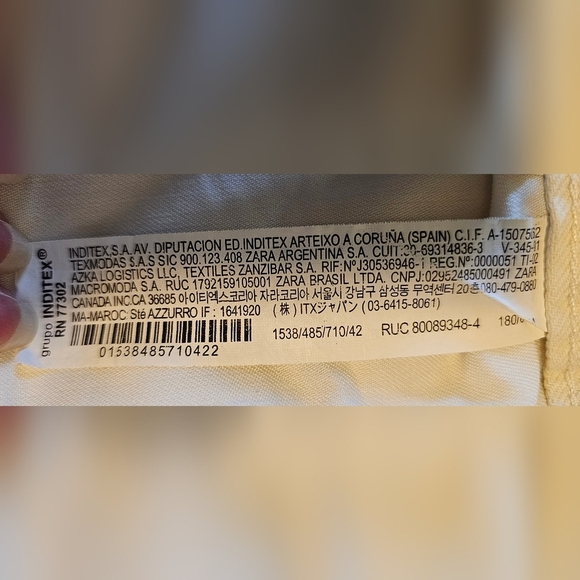 grupo INDITEX®
RN 77302
INDITEX.S.A. AV. DIPUTACION ED.INDITEX ARTEIXO A CORUÑA (SPAIN) C.I.F. A-1507562
TEXMODAS S.A.S SIC 900.123.408 ZARA ARGENTINA S.A. CUIT:30-69314836-3 V-345-
AZKA LOGISTICS LLC, TEXTILES ZANZIBAR S.A. RIF: NºJ30536946- REG.Nº:0000051 TI-02
MACROMODA S.A. RUC 1792159105001 ZARA BRASIL LTDA. CNPJ:02952485000491 ZARA
CANADA INC.CA 36685 아이티엑스코리아 자라코리아 서울시 강남구 삼성동 무역센터 20층 080-479-0880
MA-MAROC: Sté AZZURRO IF : 1641920 (株) ITXジャパン (03-6415-8061)
1538/485/710/42 RUC 80089348-4
01538485710422